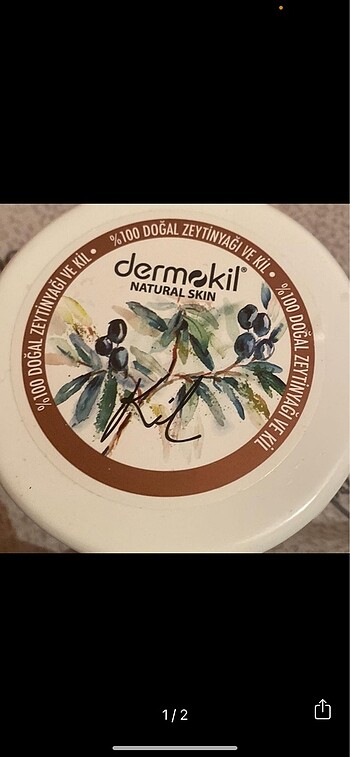 %100 DOĞAL ZEYTİNYAĞI VE KİL • %100 DOĞAL ZEYTİNYAĞI VE KİL • %100 DOĞAL ZEYTİNYAĞI VE KİL
dermokil®
NATURAL SKIN
Kil
1/2